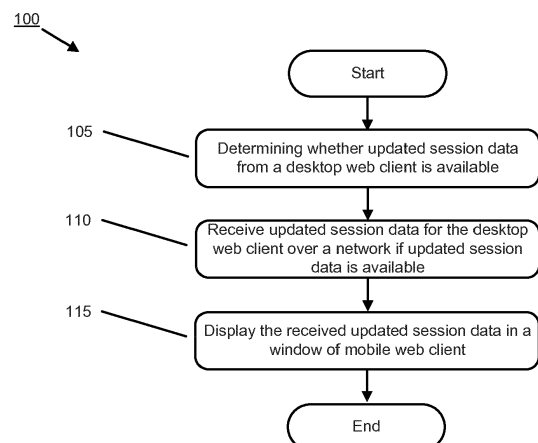 100
Start
105
Determining whether updated session data
from a desktop web client is available
110
Receive updated session data for the desktop
web client over a network if updated session
data is available
115
Display the received updated session data in a
window of mobile web client
End